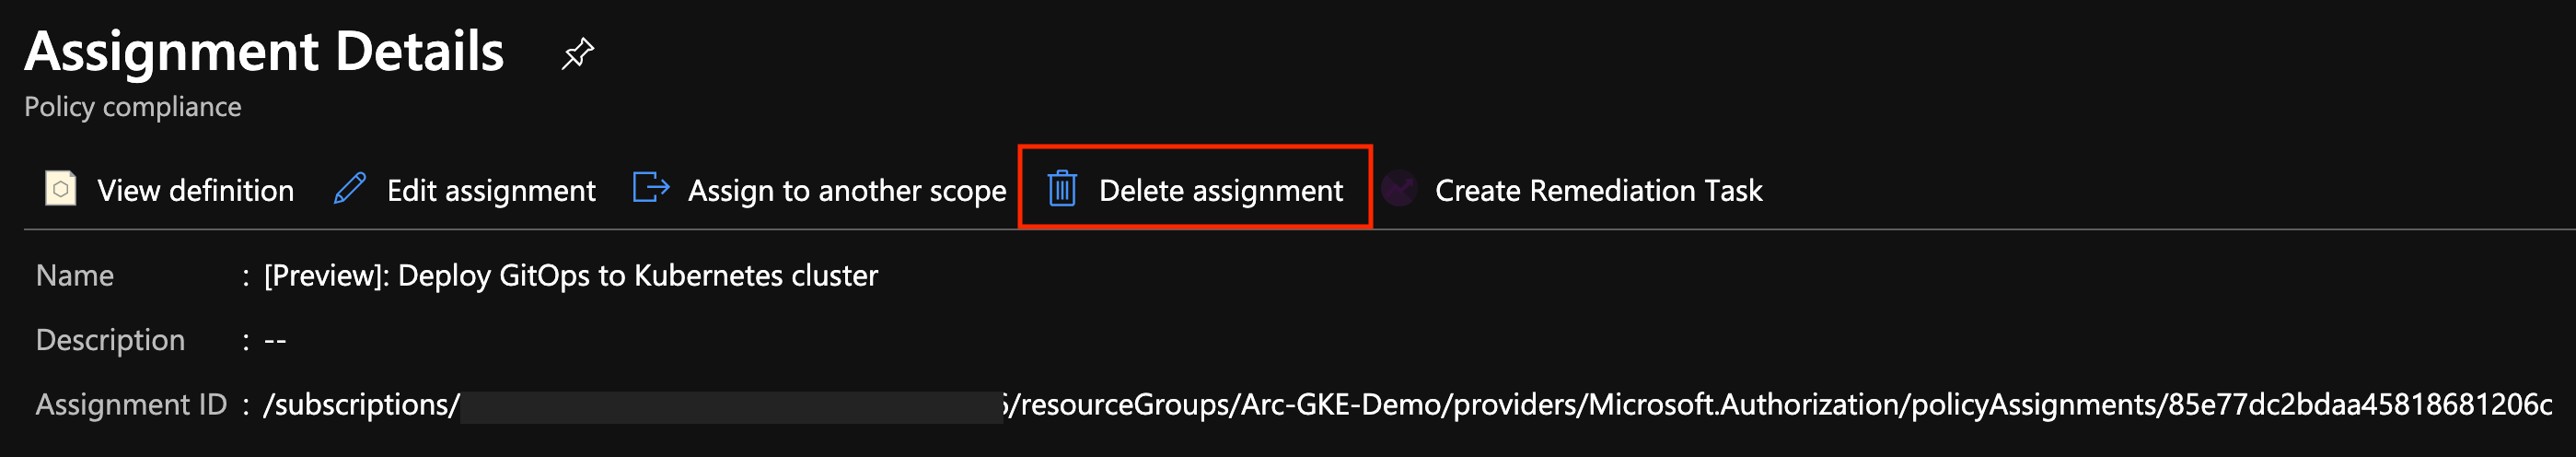 Assignment Details
Policy compliance
View definition Edit assignment Assign to another scope Delete assignment Create Remediation Task
Name : [Preview]: Deploy GitOps to Kubernetes cluster
Description : --
Assignment ID : /subscriptions/ /resourceGroups/Arc-GKE-Demo/providers/Microsoft.Authorization/policyAssignments/85e77dc2bdaa45818681206c